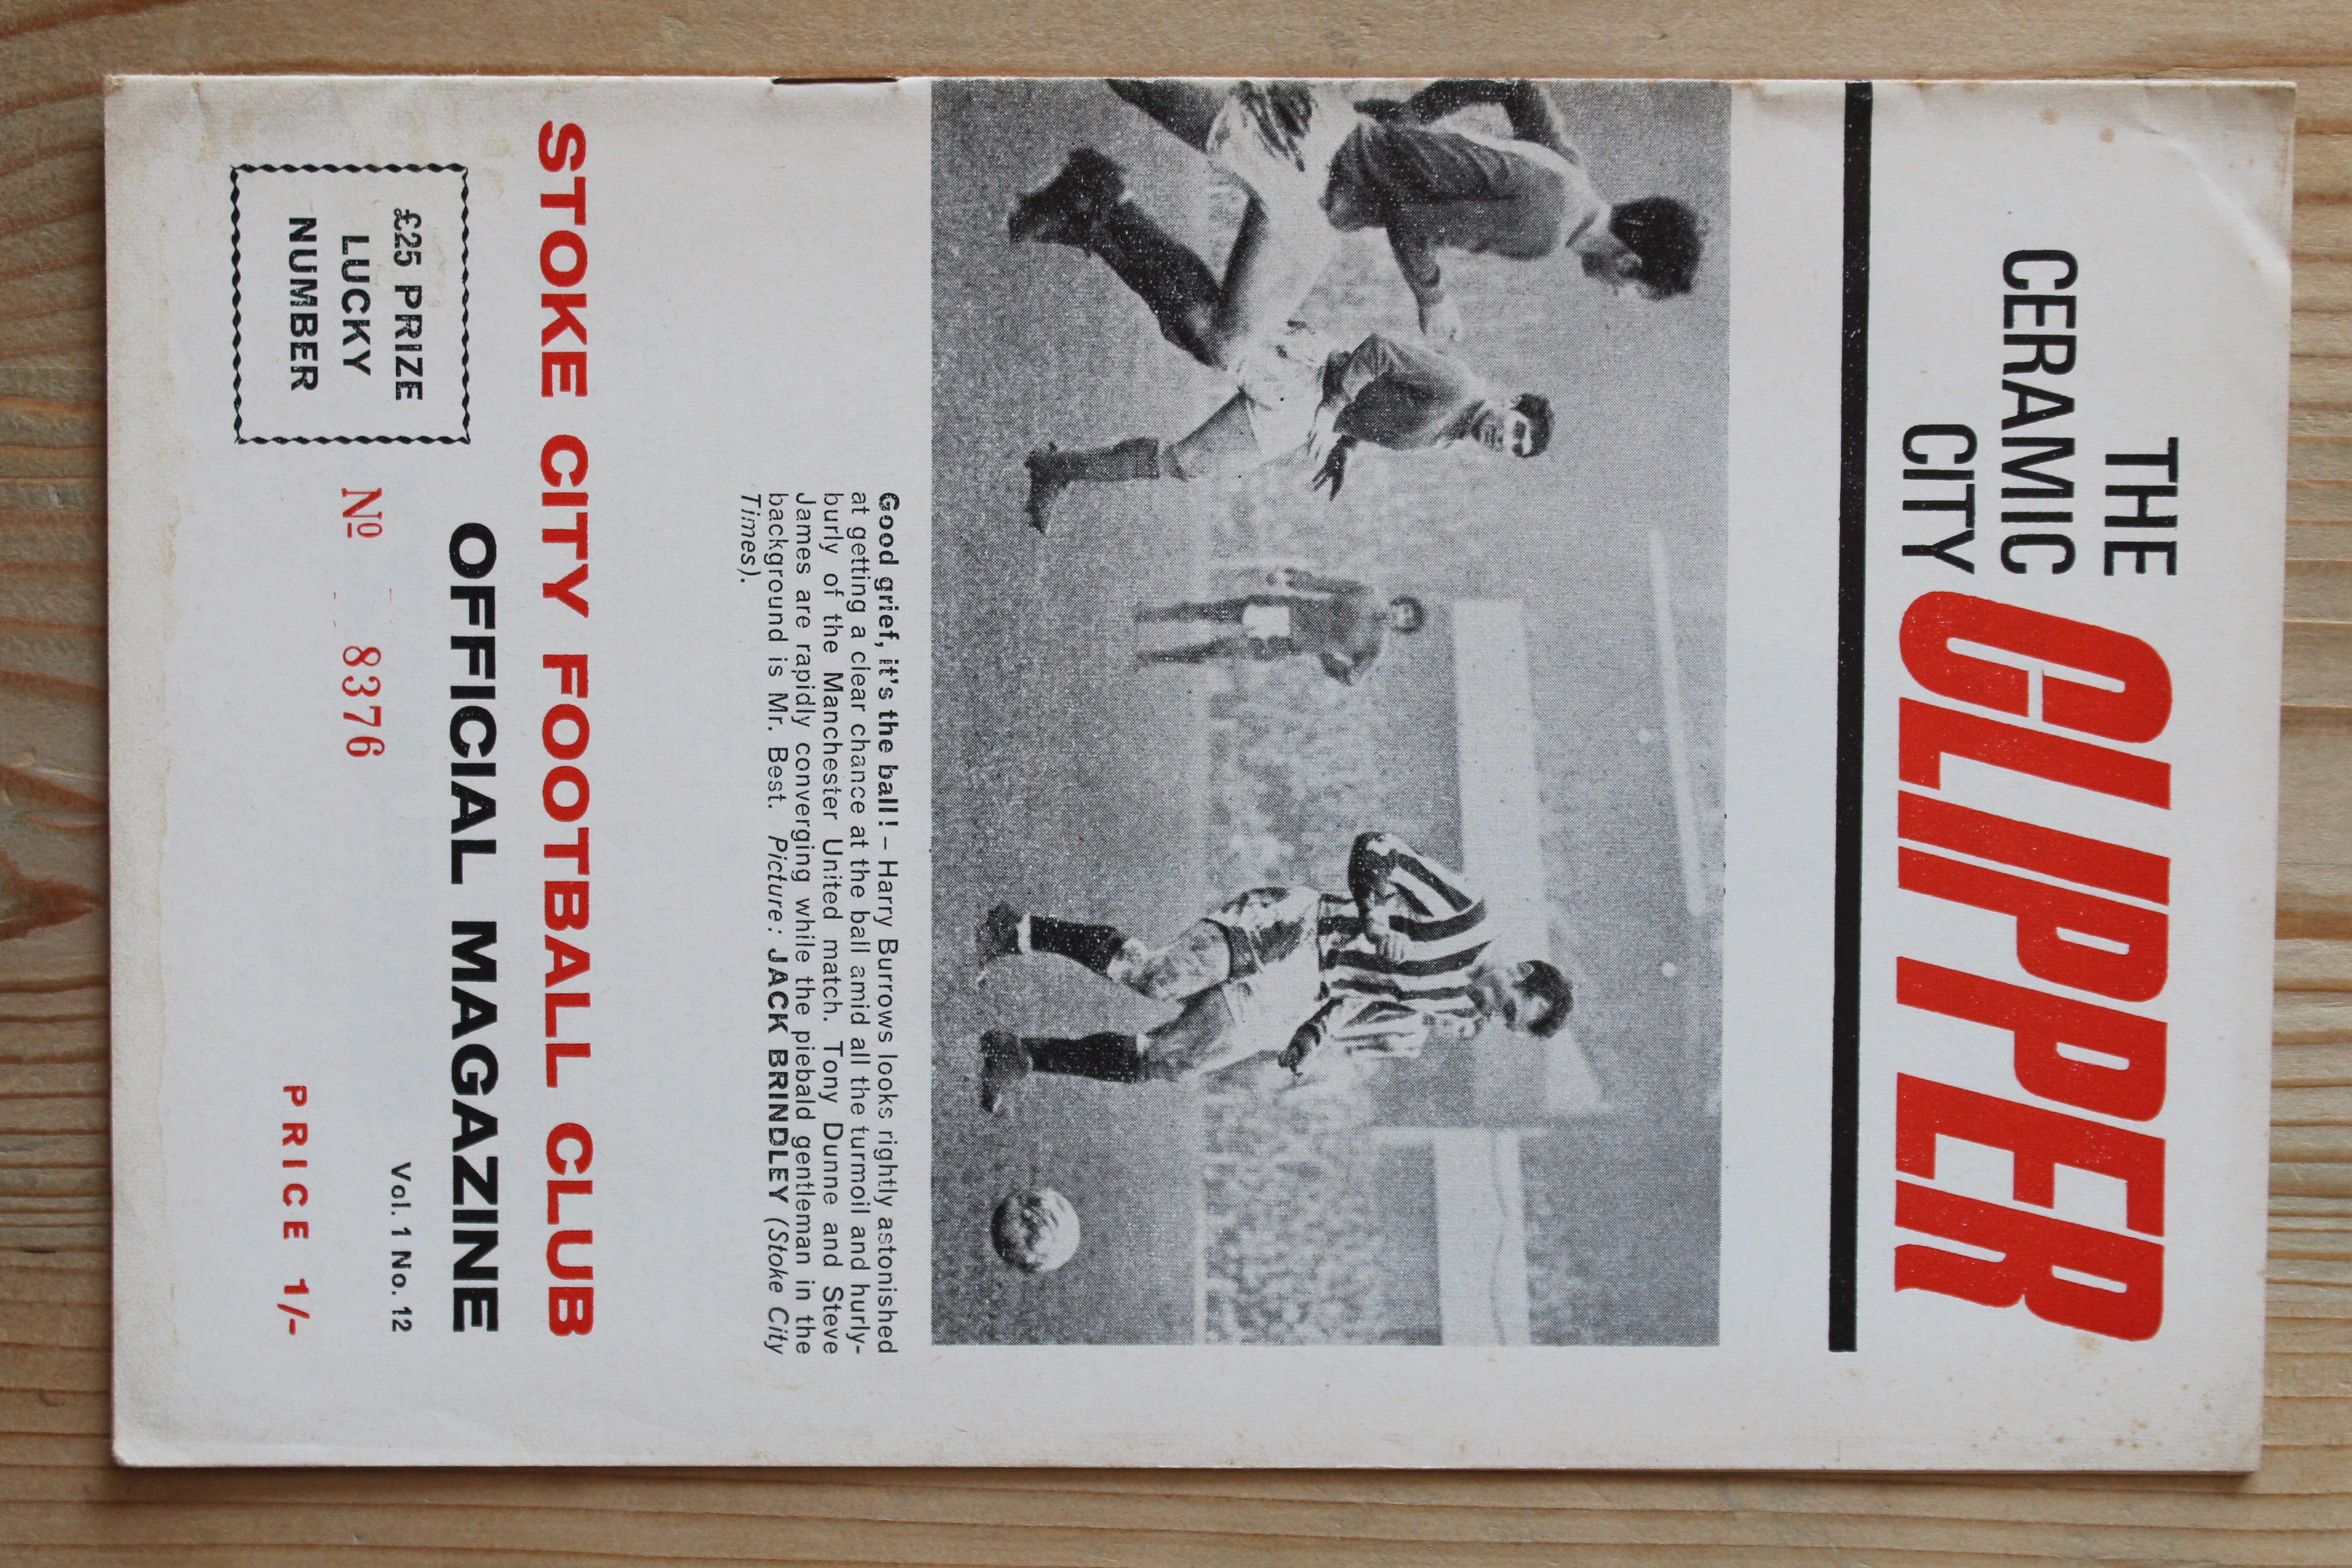 THE
CERAMIC
CITY CLIPPER
Good grief, it's the ball! – Harry Burrows looks rightly astonished
at getting a clear chance at the ball amid all the turmoil and hurly-
burly of the Manchester United match. Tony Dunne and Steve
James are rapidly converging while the piebald gentleman in the
background is Mr. Best. Picture: JACK BRINDLEY (Stoke City
Times).
STOKE CITY FOOTBALL CLUB
OFFICIAL MAGAZINE
£25 PRIZE
LUCKY
NUMBER
Nº 8376
Vol. 1 No. 12
PRICE 1/-